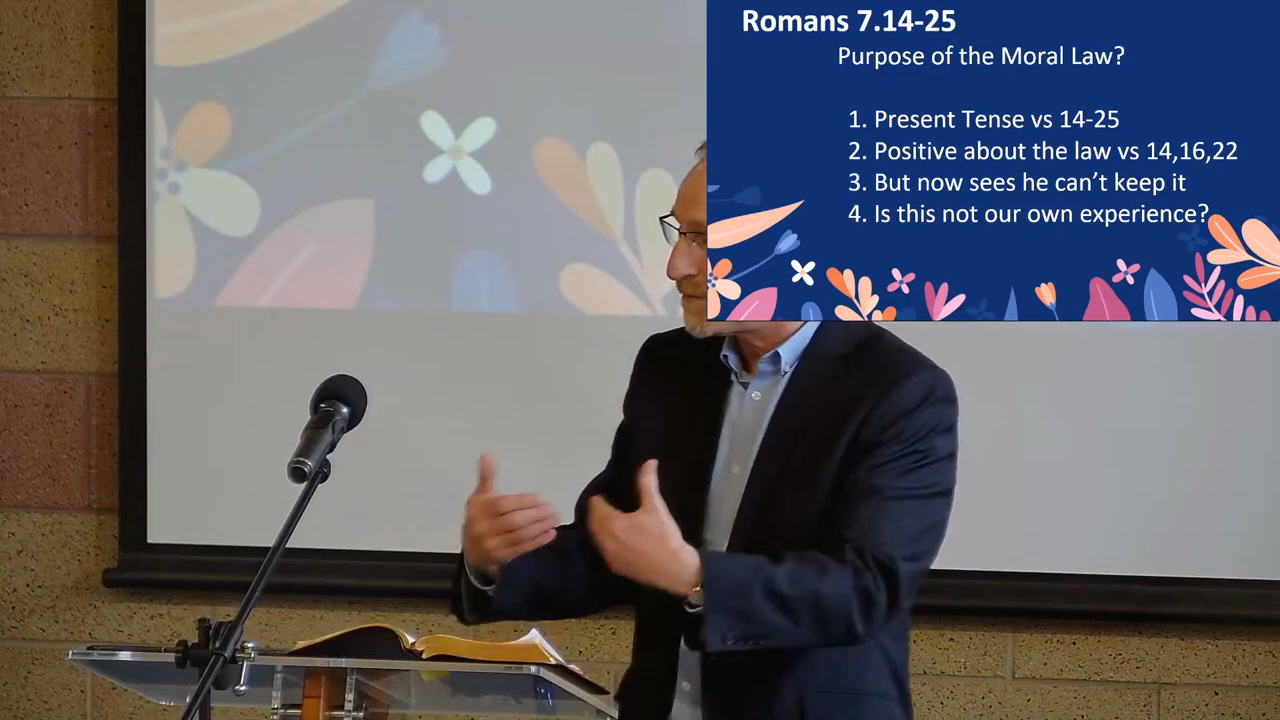 Romans 7.14-25
Purpose of the Moral Law?
1. Present Tense vs 14-25
2. Positive about the law vs 14,16,22
3. But now sees he can’t keep it
4. Is this not our own experience?